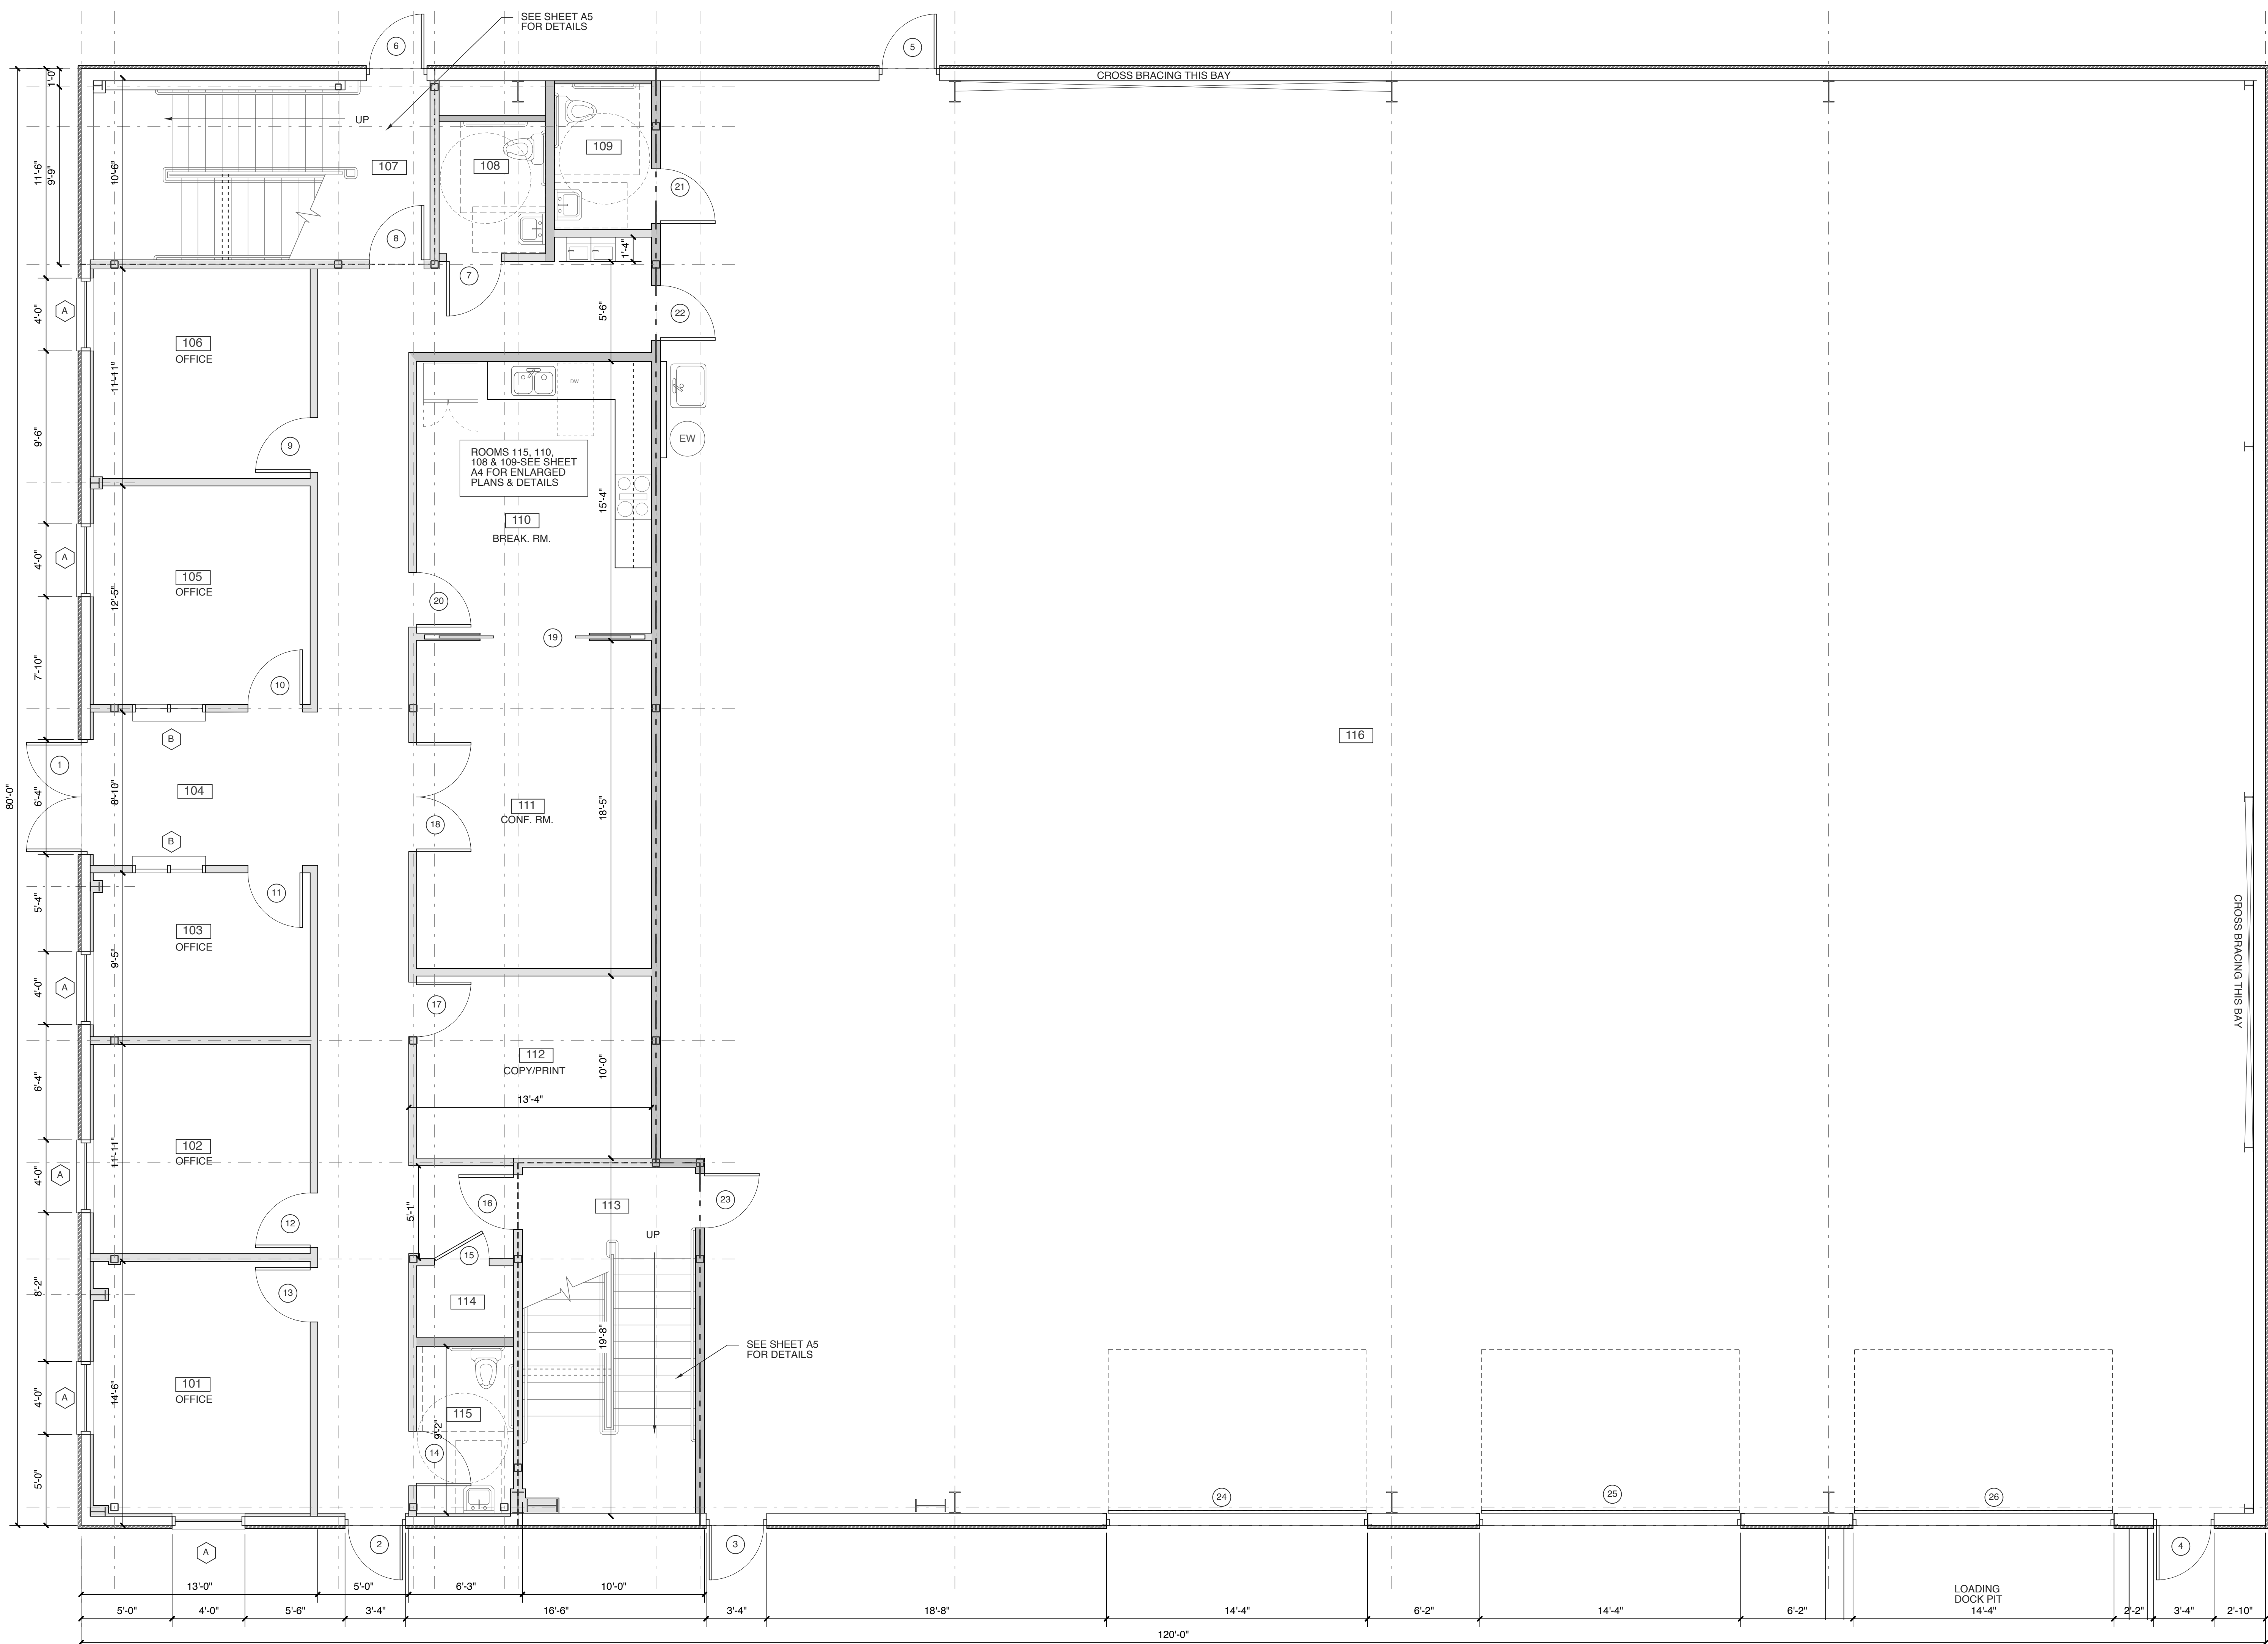 SEE SHEET A5
FOR DETAILS
6
5
CROSS BRACING THIS BAY
1'-0"
UP
109
107
108
11'-6"
9'-9"
10'-6"
21
8
1'-4"
7
A
4'-0"
5'-6"
22
106
OFFICE
11'-11"
DW
9'-6"
9
EW
ROOMS 115, 110,
108 & 109-SEE SHEET
A4 FOR ENLARGED
PLANS & DETAILS
15'-4"
110
BREAK. RM.
A
4'-0"
105
OFFICE
12'-5"
20
19
7'-10"
10
B
116
1
80'-0"
6'-4"
8'-10"
104
111
CONF. RM.
18'-5"
18
B
5'-4"
11
103
OFFICE
9'-5"
CROSS BRACING THIS BAY
4'-0"
A
17
112
COPY/PRINT
10'-0"
6'-4"
13'-4"
102
OFFICE
11'-11"
4'-0"
A
16
113
23
5'-1"
12
UP
15
8'-2"
13
114
19'-8"
SEE SHEET A5
FOR DETAILS
101
OFFICE
14'-6"
4'-0"
A
115
9'-2"
14
5'-0"
24
25
26
A
2
3
4
13'-0"
5'-0"
6'-3"
10'-0"
LOADING
DOCK PIT
5'-0"
4'-0"
5'-6"
3'-4"
16'-6"
3'-4"
18'-8"
14'-4"
6'-2"
14'-4"
6'-2"
14'-4"
2'-2"
3'-4"
2'-10"
120'-0"